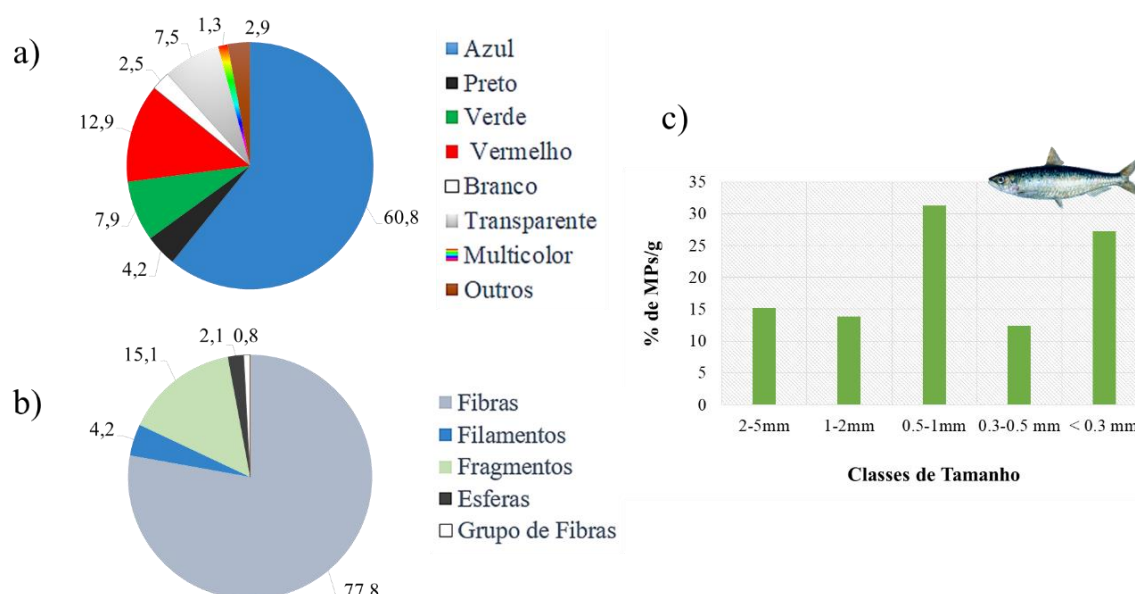 a)
1,3
2,9
7,5
2,5
12,9
7,9
4,2
60,8
Azul
Preto
Verde
Vermelho
Branco
Transparente
Multicolor
Outros
b)
2,1
0,8
15,1
4,2
77,8
Fibras
Filamentos
Fragmentos
Esferas
Grupo de Fibras
c)
% de MPs/g
35
30
25
20
15
10
5
0
2-5mm
1-2mm
0.5-1mm
0.3-0.5 mm
< 0.3 mm
Classes de Tamanho